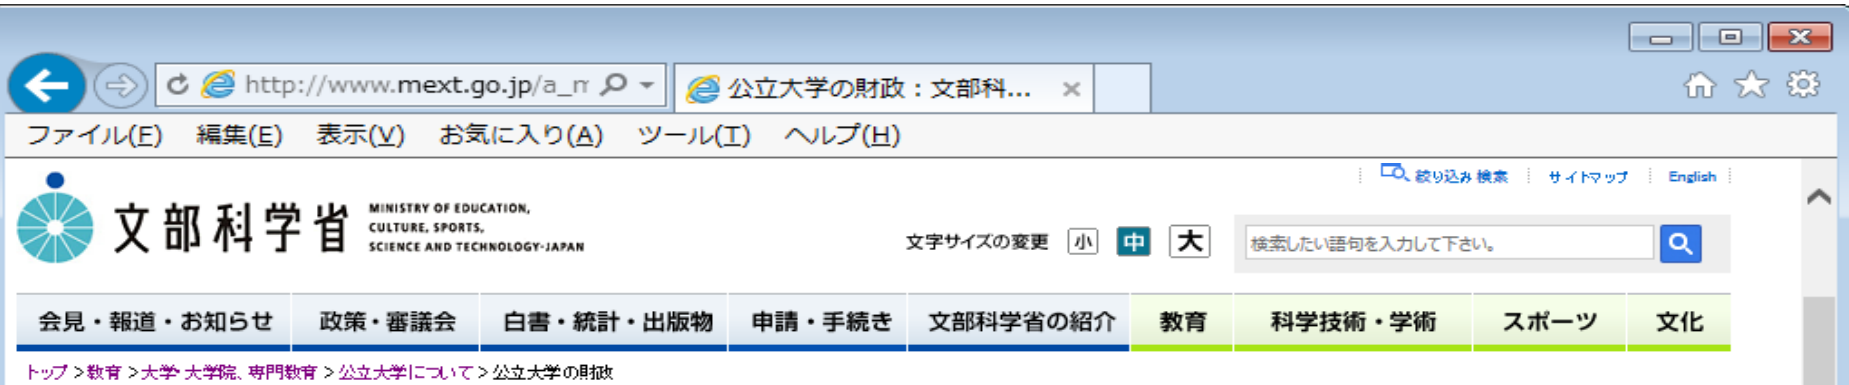 http://www.mext.go.jp/a_m
公立大学の財政：文部科...
ファイル(F) 編集(E) 表示(V) お気に入り(A) ツール(T) ヘルプ(H)
絞り込み検索 サイトマップ English
文部科学省
MINISTRY OF EDUCATION,
CULTURE, SPORTS,
SCIENCE AND TECHNOLOGY-JAPAN
文字サイズの変更 小 中 大 検索したい語句を入力して下さい。
会見・報道・お知らせ 政策・審議会 白書・統計・出版物 申請・手続き 文部科学省の紹介 教育 科学技術・学術 スポーツ 文化
トップ > 教育 > 大学・大学院、専門教育 > 公立大学について > 公立大学の財政